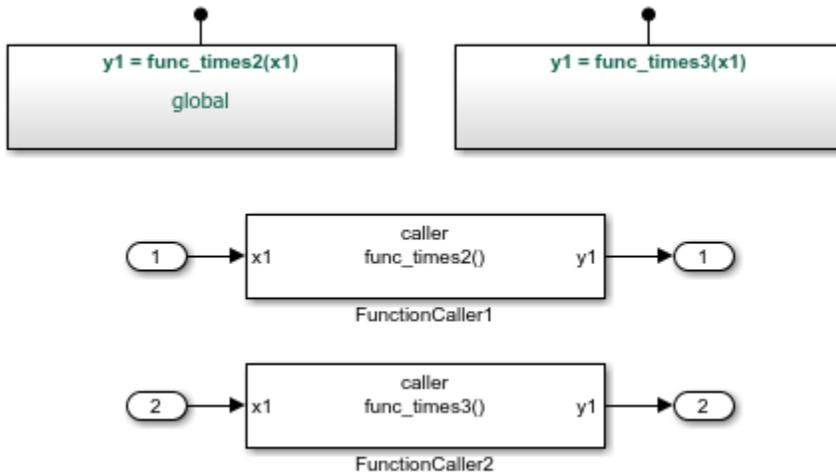 y1 = func_times2(x1)
global
y1 = func_times3(x1)
1
x1
caller
func_times2()
y1
1
FunctionCaller1
2
x1
caller
func_times3()
y1
2
FunctionCaller2